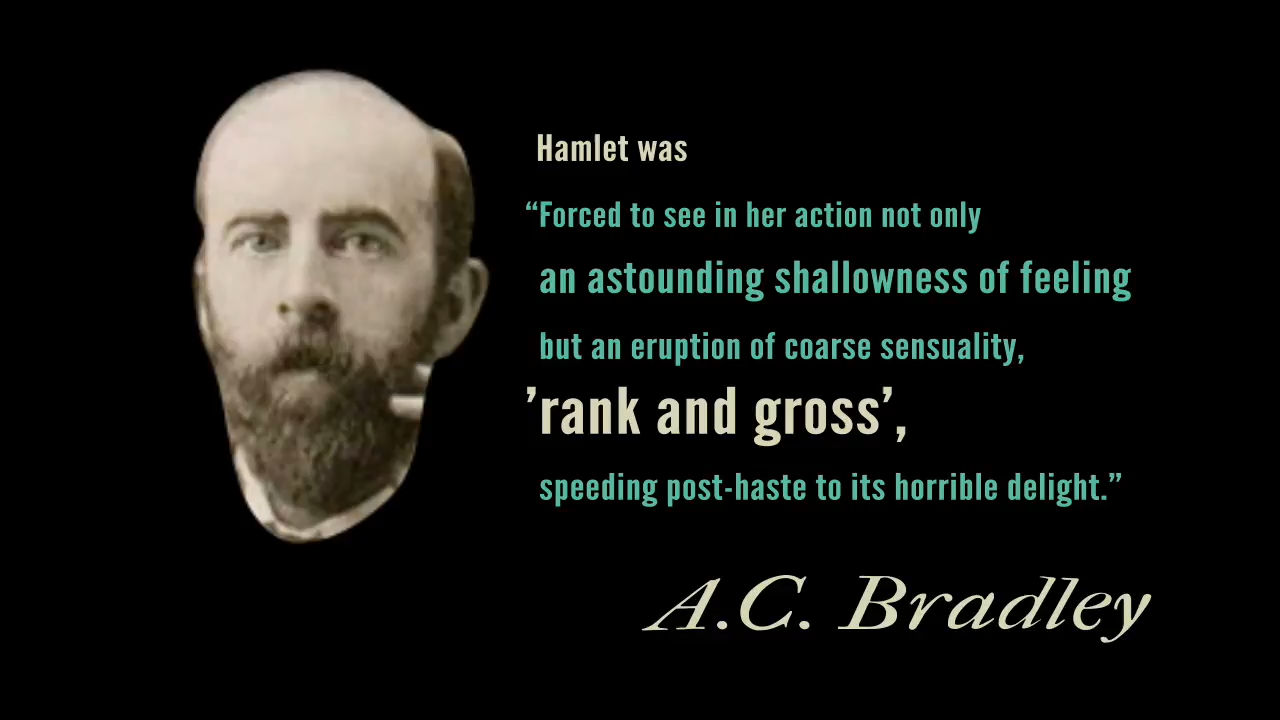 Hamlet was
“Forced to see in her action not only
an astounding shallowness of feeling
but an eruption of coarse sensuality,
’rank and gross’,
speeding post-haste to its horrible delight.”
A.C. Bradley